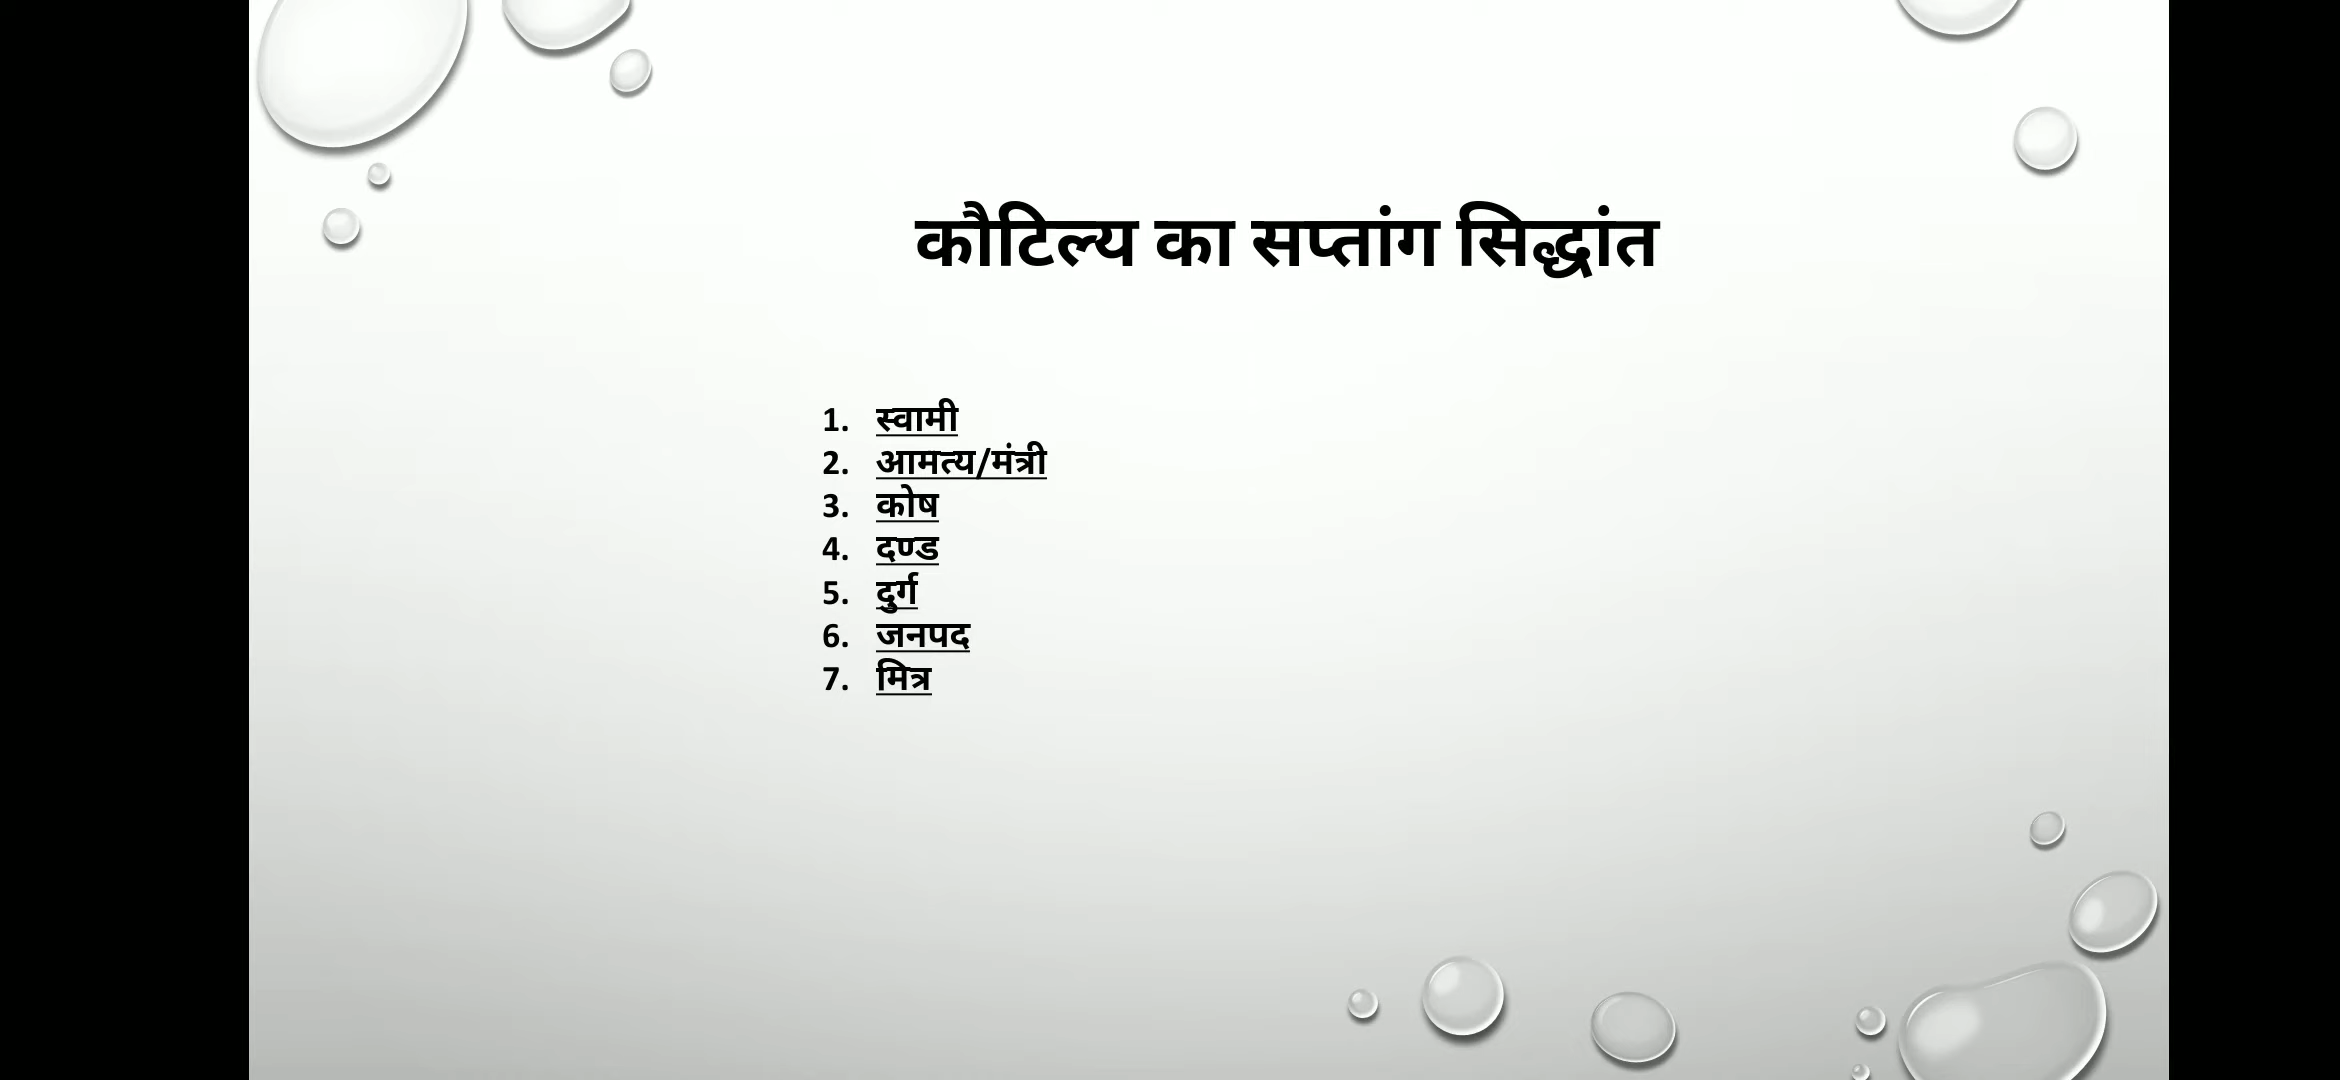 कौटिल्य का सप्तांग सिद्धांत
1. स्वामी
2. आमत्य/मंत्री
3. कोष
4. दण्ड
5. दुर्ग
6. जनपद
7. मित्र